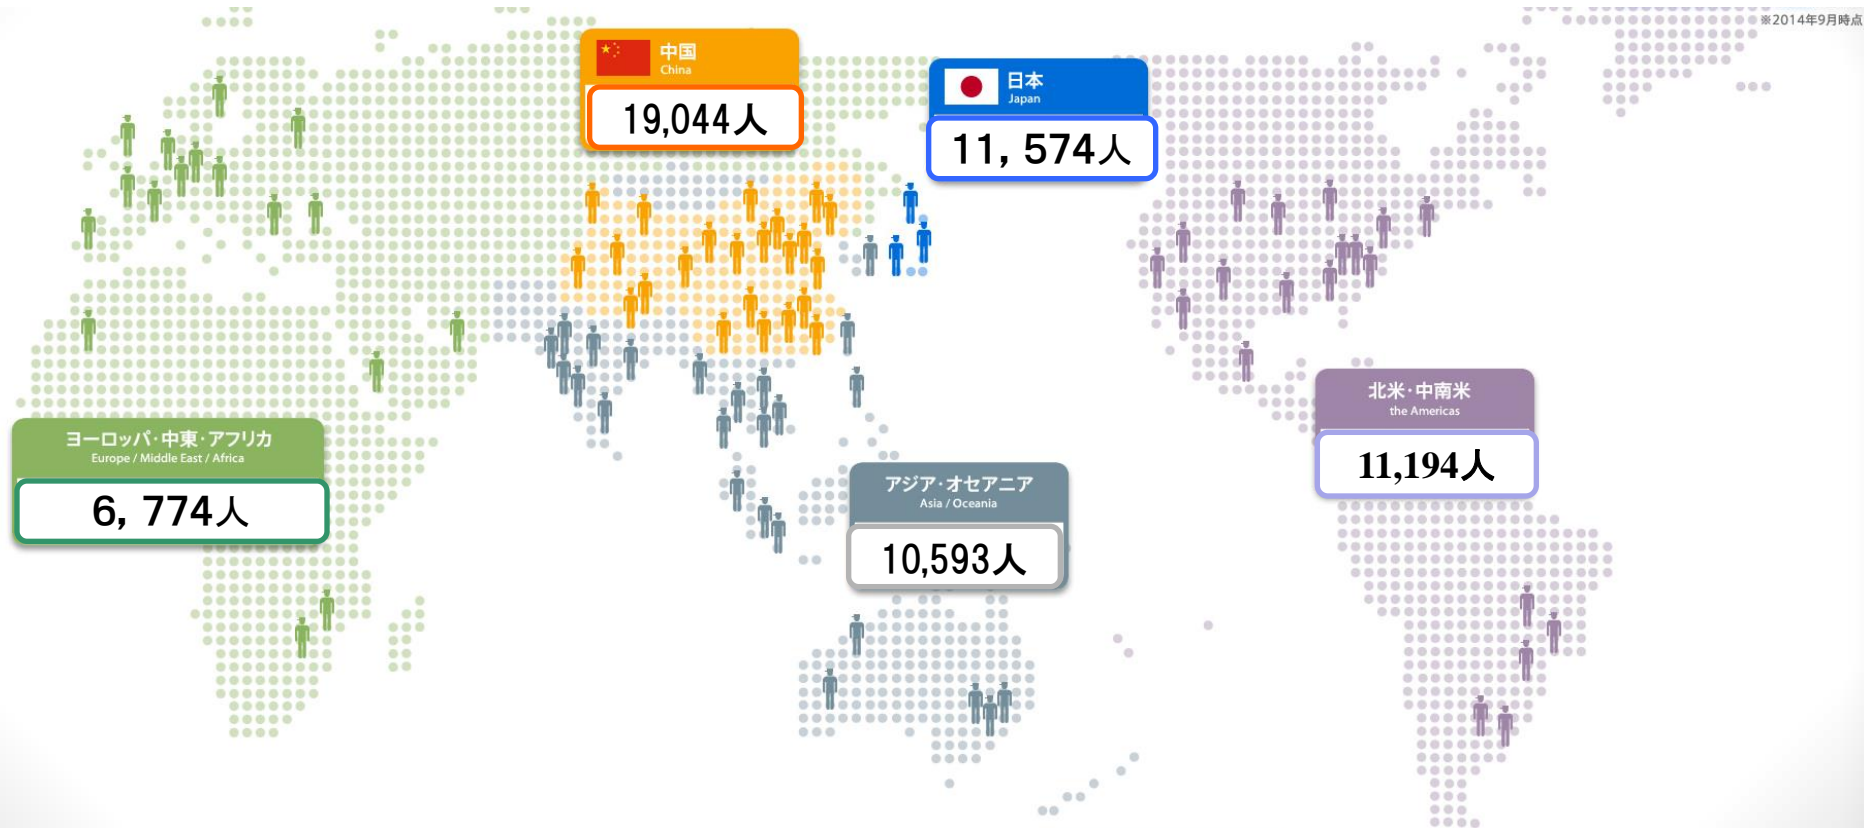 ※2014年9月時点
中国
China
19,044人
日本
Japan
11,574人
北米・中南米
the Americas
11,194人
ヨーロッパ・中東・アフリカ
Europe / Middle East / Africa
6,774人
アジア・オセアニア
Asia / Oceania
10,593人